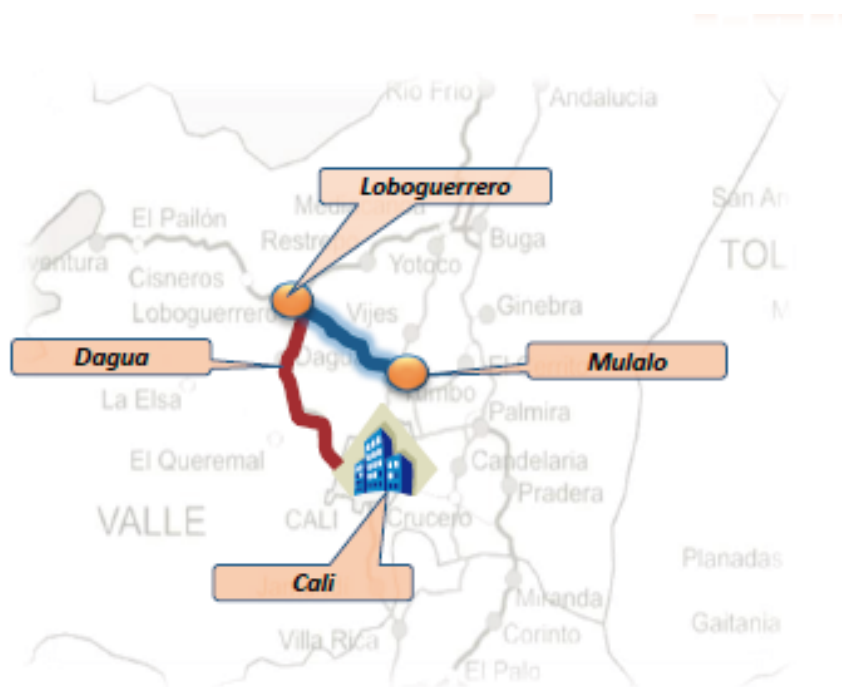 Rio Frio
Andalucía
Loboguerrero
San An
El Pailón
Restrep
Buga
TOL
Yotoco
ventura
Cisneros
Loboguerrero
Vijes
Ginebra
Dagua
Dagu
Mulalo
La Elsa
Palmira
El Queremal
Candelaria
Pradera
VALLE
CALI
Crucero
Planadas
Cali
Miranda
Gaitania
Villa Rica
Corinto
El Palo